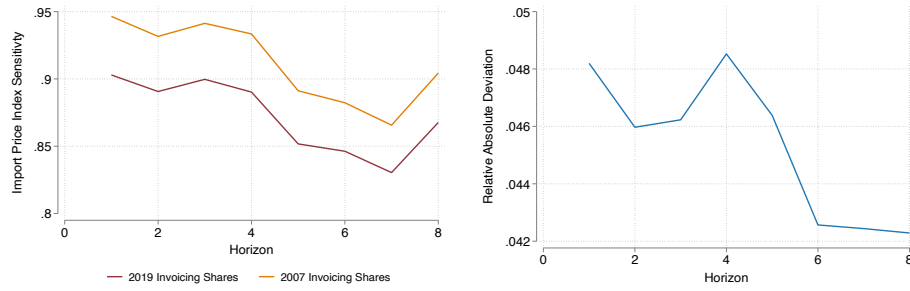 .95
.9
.85
.8
Import Price Index Sensitivty
0 2 4 6 8
Horizon
2019 Invoicing Shares 2007 Invoicing Shares
.05
.048
.046
.044
.042
Relative Absolute Deviation
0 2 4 6 8
Horizon